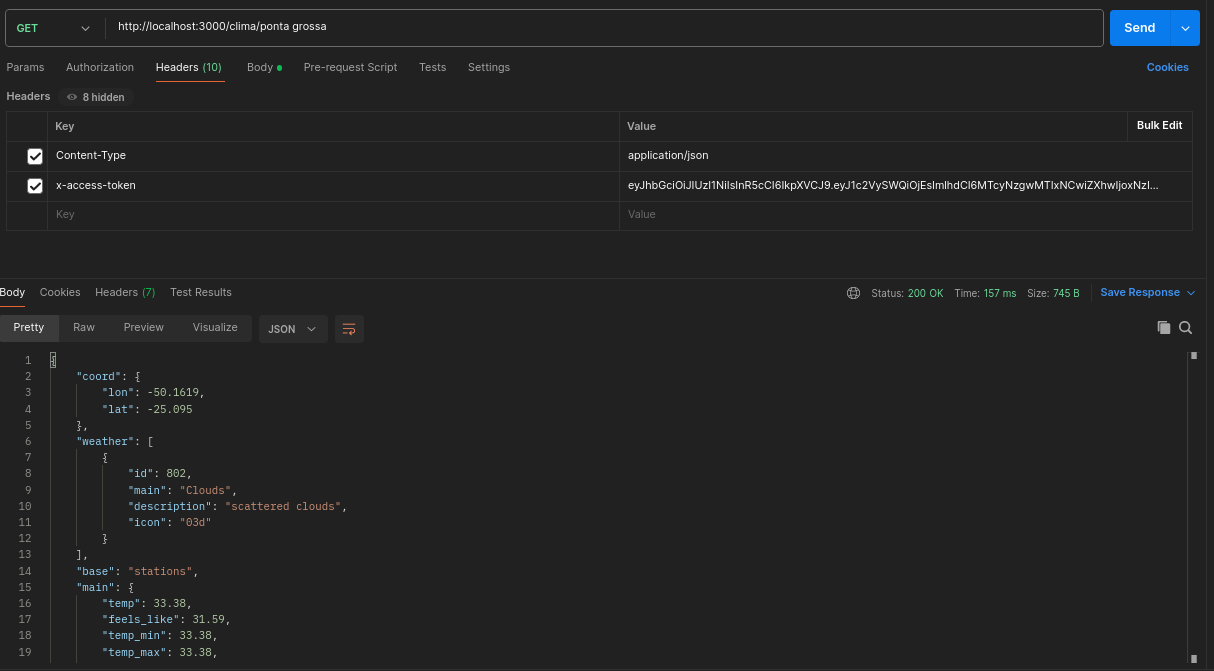 GET http://localhost:3000/clima/ponta grossa Send
Params Authorization Headers (10) Body Pre-request Script Tests Settings Cookies
Headers 8 hidden
Key Value Bulk Edit
Content-Type application/json
x-access-token
Key Value
Body Cookies Headers (7) Test Results Status: 200 OK Time: 157 ms Size: 745 B Save Response
Pretty Raw Preview Visualize JSON
1 {
2 "coord": {
3 "lon": -50.1619,
4 "lat": -25.095
5 },
6 "weather": [
7 {
8 "id": 802,
9 "main": "Clouds",
10 "description": "scattered clouds",
11 "icon": "03d"
12 }
13 ],
14 "base": "stations",
15 "main": {
16 "temp": 33.38,
17 "feels_like": 31.59,
18 "temp_min": 33.38,
19 "temp_max": 33.38,